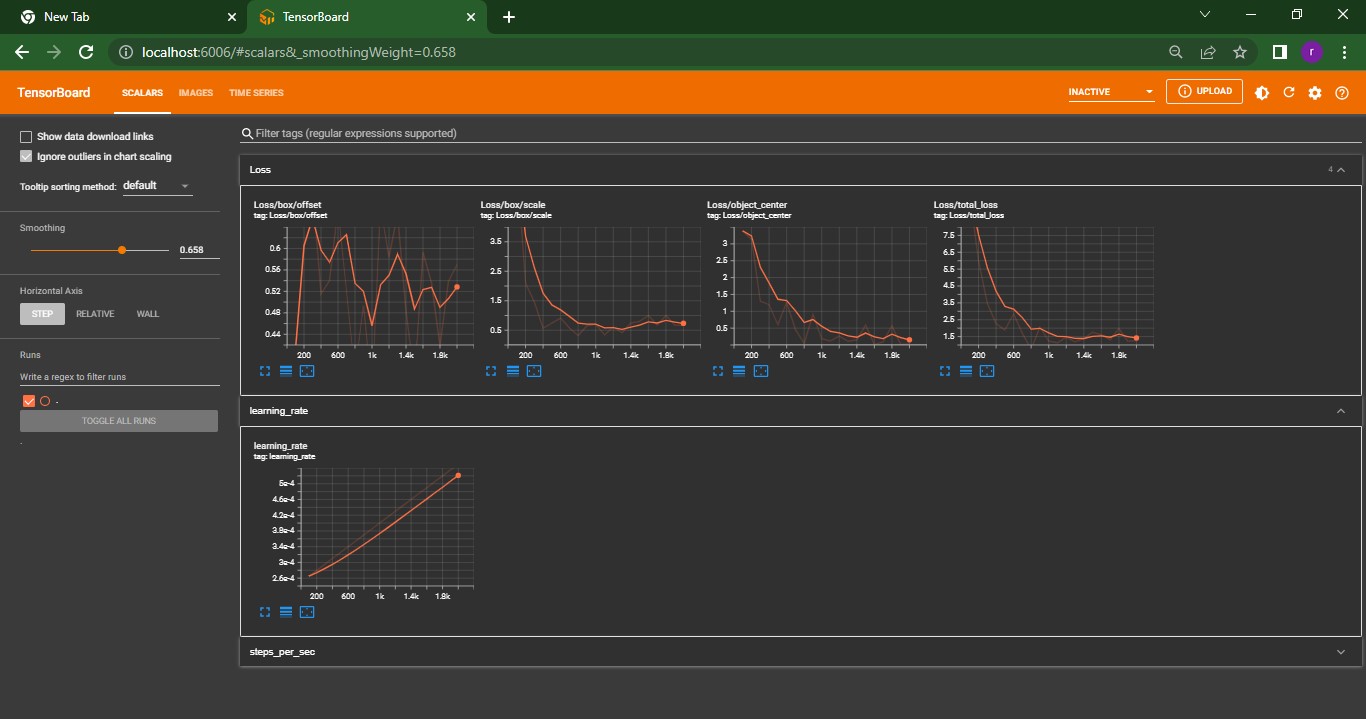 New Tab
TensorBoard
localhost:6006/#scalars&_smoothingWeight=0.658
r
TensorBoard
SCALARS
IMAGES
TIME SERIES
INACTIVE
UPLOAD
Show data download links
Ignore outliers in chart scaling
Tooltip sorting method: default
Smoothing
0.658
Horizontal Axis
STEP
RELATIVE
WALL
Runs
Write a regex to filter runs
.
TOGGLE ALL RUNS
.
Filter tags (regular expressions supported)
Loss
4
Loss/box/offset
tag: Loss/box/offset
0.6
0.56
0.52
0.48
0.44
200 600 1k 1.4k 1.8k
Loss/box/scale
tag: Loss/box/scale
3.5
2.5
1.5
0.5
200 600 1k 1.4k 1.8k
Loss/object_center
tag: Loss/object_center
3
2.5
2
1.5
1
0.5
200 600 1k 1.4k 1.8k
Loss/total_loss
tag: Loss/total_loss
7.5
6.5
5.5
4.5
3.5
2.5
1.5
200 600 1k 1.4k 1.8k
learning_rate
learning_rate
tag: learning_rate
5e-4
4.6e-4
4.2e-4
3.8e-4
3.4e-4
3e-4
2.6e-4
200 600 1k 1.4k 1.8k
steps_per_sec